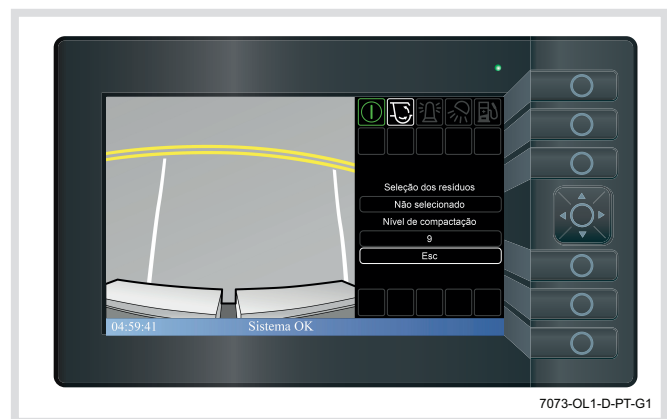 Seleção dos resíduos
Não selecionado
Nível de compactação
9
Esc
04:59:41 Sistema OK
7073-OL1-D-PT-G1